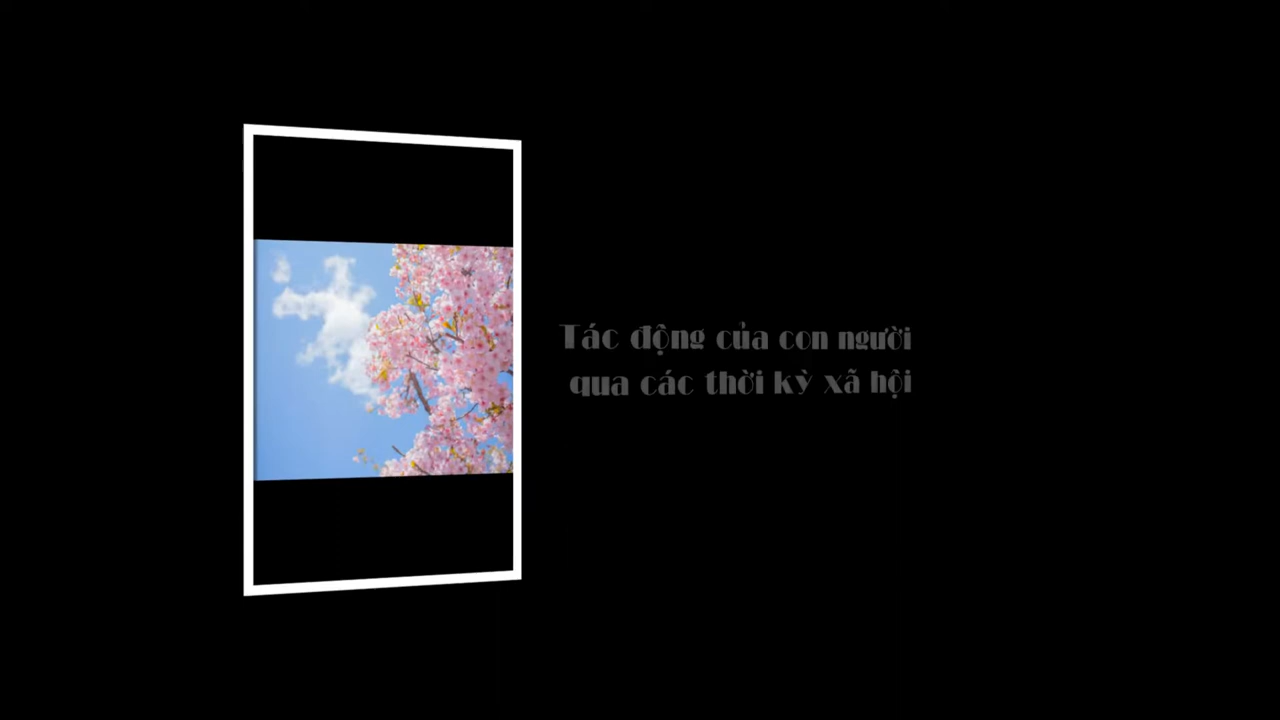 Tác động của con người
qua các thời kỳ xã hội